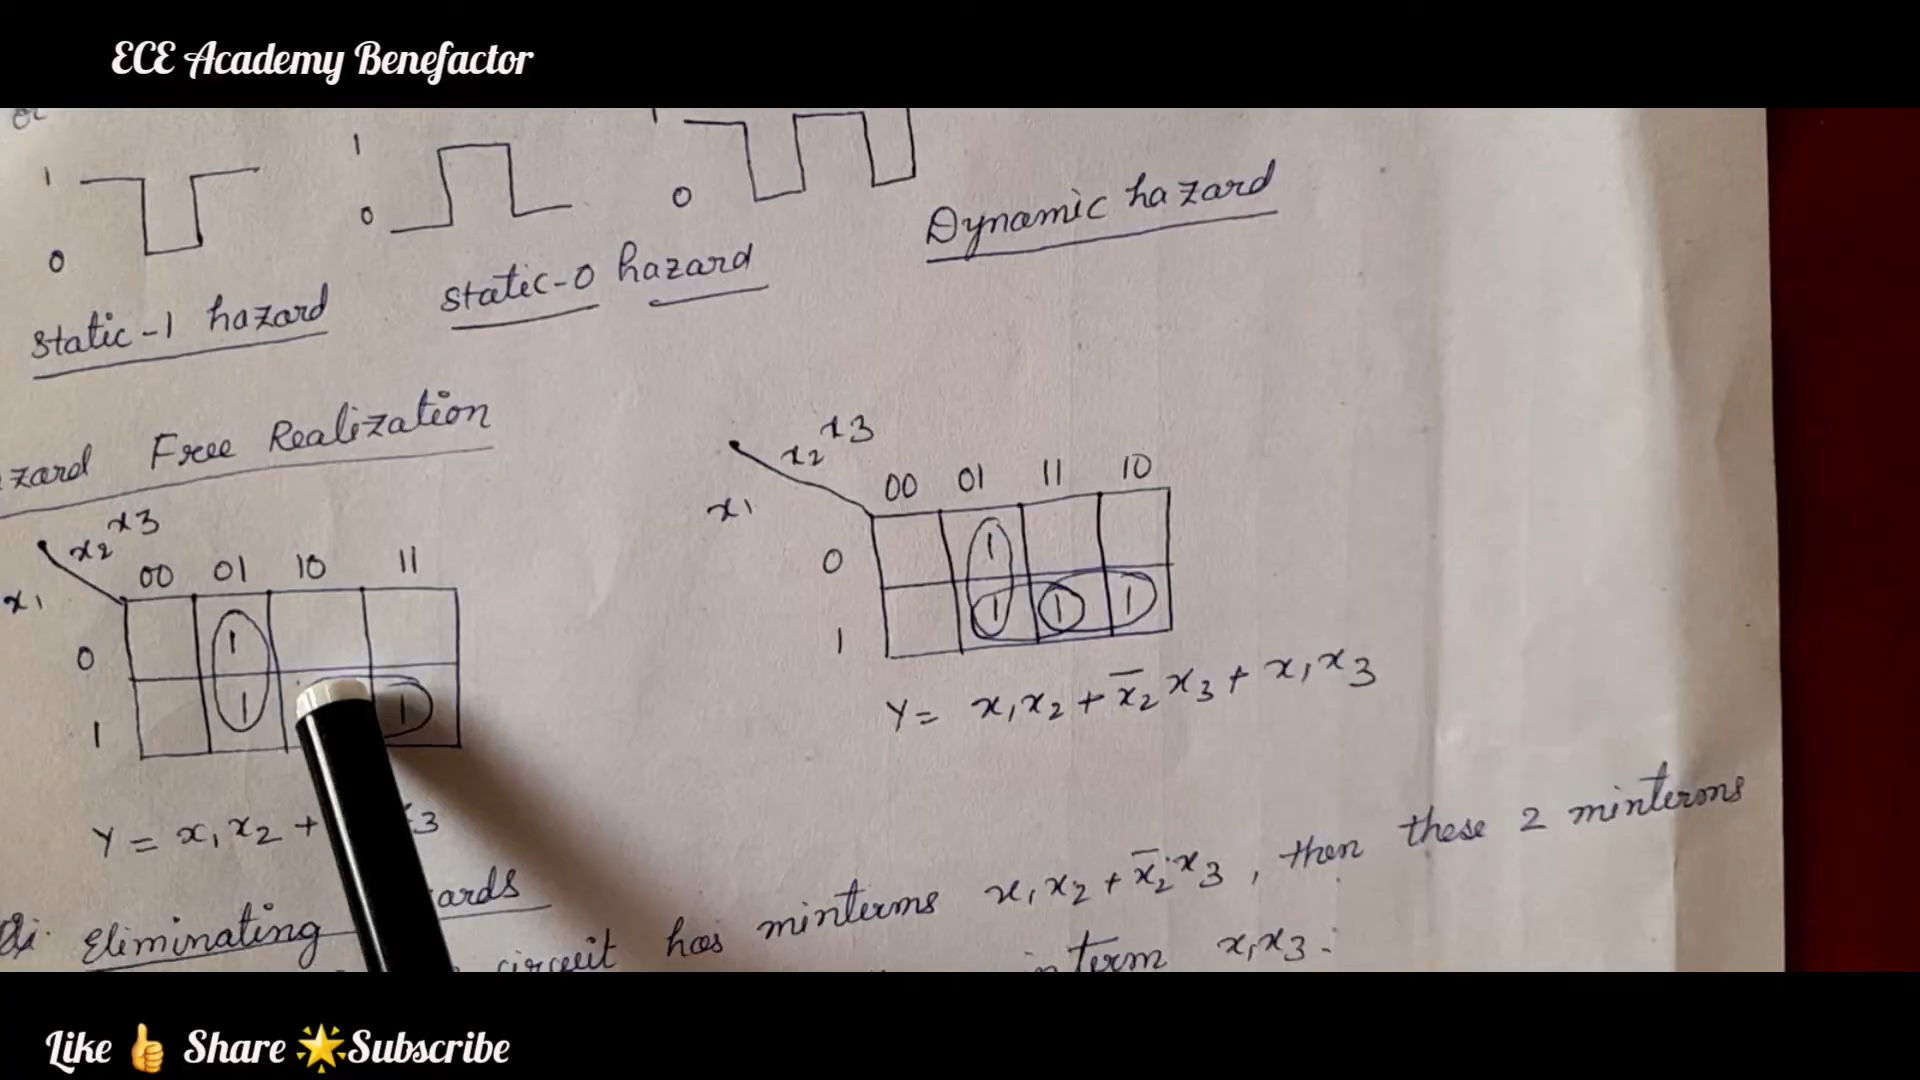 ECE Academy Benefactor
1 0
1 0
1 0
Static-1 hazard
Static-0 hazard
Dynamic hazard
zard Free Realization
x2 x3
x1
00 01 10 11
0 1
1 1 1
Y = x1x2 + x3
x2 x3
x1
00 01 11 10
0 1
1 1 1 1
Y = x1x2 + x̅2x3 + x1x3
Eliminating ards
circuit has minterms x1x2 + x̅2x3, then these 2 minterms
term x1x3.
Like 👍 Share 🌟Subscribe